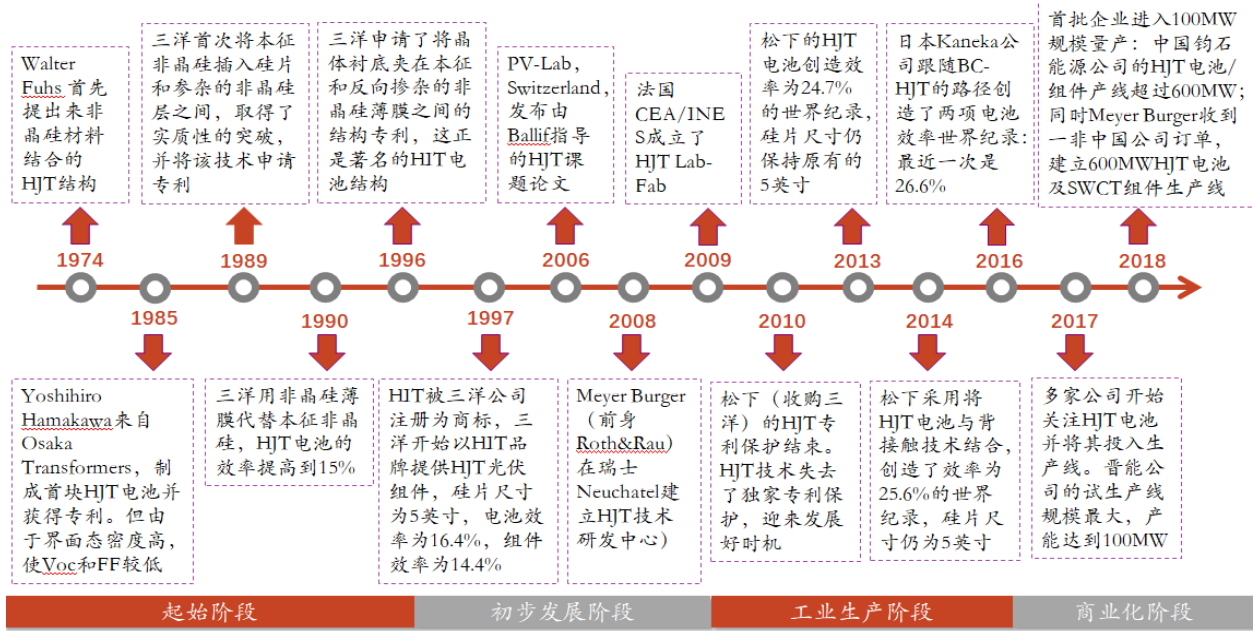 Walter
Fuhs 首先
提出来非
晶硅材料
结合的
HJT结构
三洋首次将本征
非晶硅插入硅片
和参杂的非晶硅
层之间，取得了
实质性的突破，
并将该技术申请
专利
三洋申请了将晶
体衬底夹在本征
和反向掺杂的非
晶硅薄膜之间的
结构专利，这正
是著名的HIT电
池结构
PV-Lab,
Switzerland,
发布由
Ballif指导
的HJT课
题论文
法国
CEA/INE
S成立了
HJT Lab-
Fab
松下的HJT
电池创造效
率为24.7%
的世界纪录，
硅片尺寸仍
保持原有的
5英寸
日本Kaneka公
司跟随BC-
HJT的路径创
造了两项电池
效率世界纪录：
最近一次是
26.6%
首批企业进入100MW
规模量产：中国钧石
能源公司的HJT电池/
组件产线超过600MW；
同时Meyer Burger收到
一非中国公司订单，
建立600MWHJT电池
及SWCT组件生产线
1974
1989
1996
2006
2009
2013
2016
2018
1985
1990
1997
2008
2010
2014
2017
Yoshihiro
Hamakawa来自
Osaka
Transformers，制
成首块HJT电池并
获得专利。但由
于界面态密度高，
使Voc和FF较低
三洋用非晶硅薄
膜代替本征非晶
硅，HJT电池的
效率提高到15%
HIT被三洋公司
注册为商标，三
洋开始以HIT品
牌提供HJT光伏
组件，硅片尺寸
为5英寸，电池效
率为16.4%，组件
效率为14.4%
Meyer Burger
（前身
Roth&Rau）
在瑞士
Neuchatel建
立HJT技术
研发中心）
松下（收购三
洋）的HJT专
利保护结束。
HJT技术失去
了独家专利保
护，迎来发展
好时机
松下采用将
HJT电池与背
接触技术结合，
创造了效率为
25.6%的世界
纪录，硅片尺
寸仍为5英寸
多家公司开始
关注HJT电池
并将其投入生
产线。晋能公
司的试生产线
规模最大，产
能达到100MW
起始阶段
初步发展阶段
工业生产阶段
商业化阶段